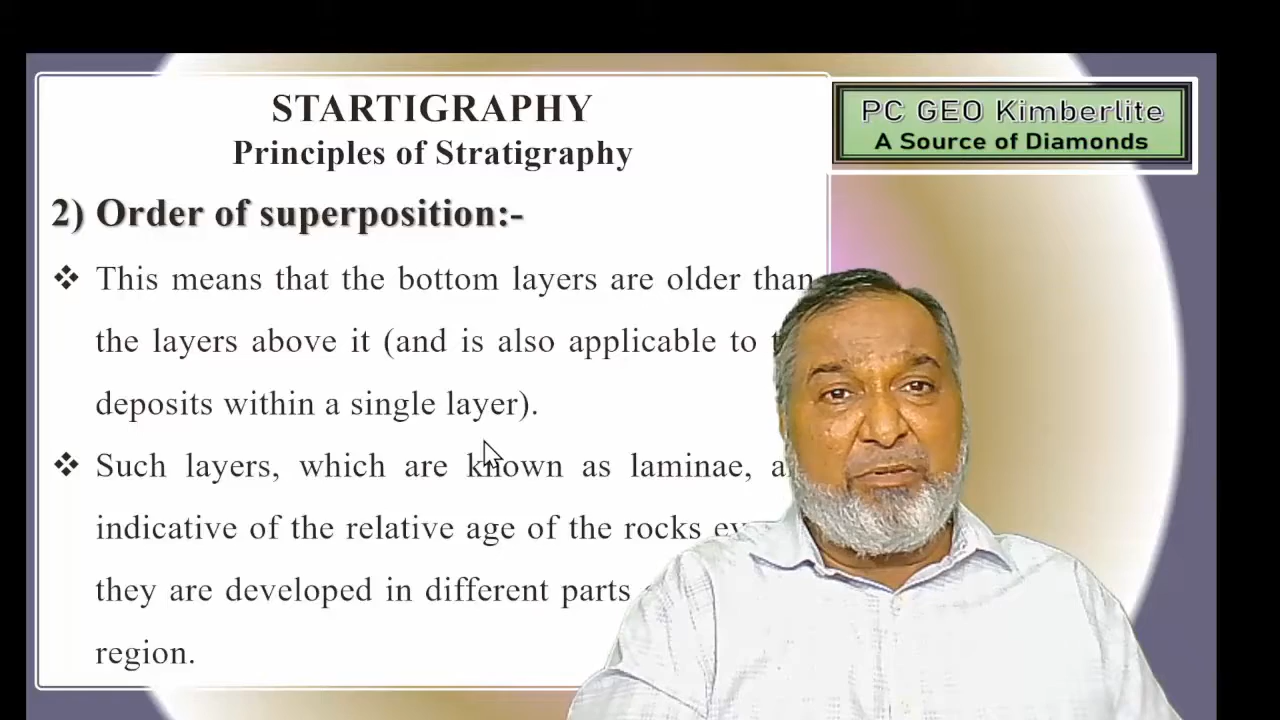 STARTIGRAPHY
Principles of Stratigraphy
PC GEO Kimberlite
A Source of Diamonds
2) Order of superposition:-
This means that the bottom layers are older than
the layers above it (and is also applicable to
deposits within a single layer).
Such layers, which are known as laminae,
indicative of the relative age of the rocks
they are developed in different parts
region.